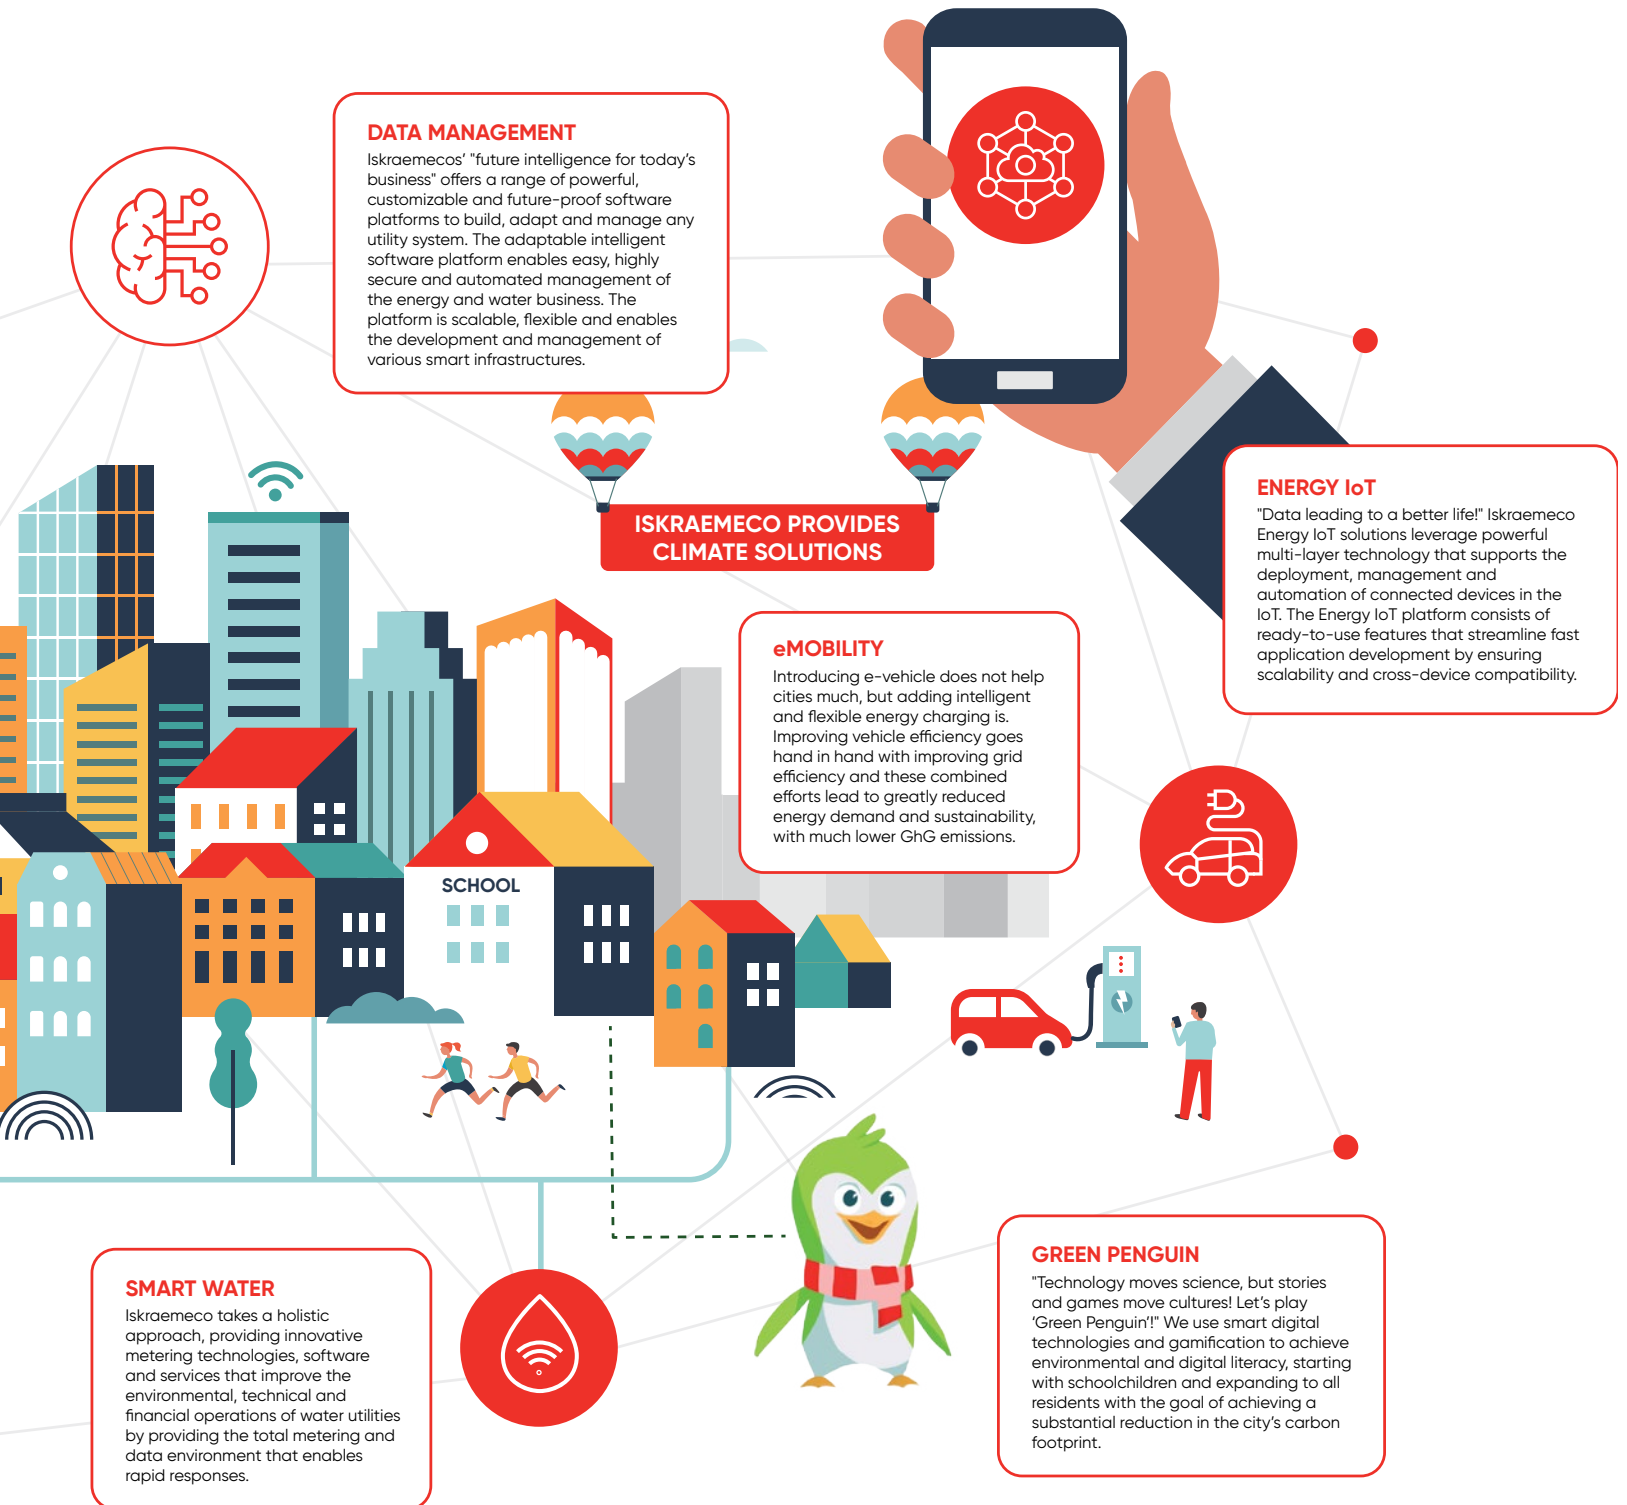 DATA MANAGEMENT
Iskraemecos' "future intelligence for today's
business" offers a range of powerful,
customizable and future-proof software
platforms to build, adapt and manage any
utility system. The adaptable intelligent
software platform enables easy, highly
secure and automated management of
the energy and water business. The
platform is scalable, flexible and enables
the development and management of
various smart infrastructures.
ISKRAEMECO PROVIDES
CLIMATE SOLUTIONS
ENERGY IoT
"Data leading to a better life!" Iskraemeco
Energy IoT solutions leverage powerful
multi-layer technology that supports the
deployment, management and
automation of connected devices in the
IoT. The Energy IoT platform consists of
ready-to-use features that streamline fast
application development by ensuring
scalability and cross-device compatibility.
eMOBILITY
Introducing e-vehicle does not help
cities much, but adding intelligent
and flexible energy charging is.
Improving vehicle efficiency goes
hand in hand with improving grid
efficiency and these combined
efforts lead to greatly reduced
energy demand and sustainability,
with much lower GhG emissions.
SCHOOL
SMART WATER
Iskraemeco takes a holistic
approach, providing innovative
metering technologies, software
and services that improve the
environmental, technical and
financial operations of water utilities
by providing the total metering and
data environment that enables
rapid responses.
GREEN PENGUIN
"Technology moves science, but stories
and games move cultures! Let's play
'Green Penguin'!" We use smart digital
technologies and gamification to achieve
environmental and digital literacy, starting
with schoolchildren and expanding to all
residents with the goal of achieving a
substantial reduction in the city's carbon
footprint.